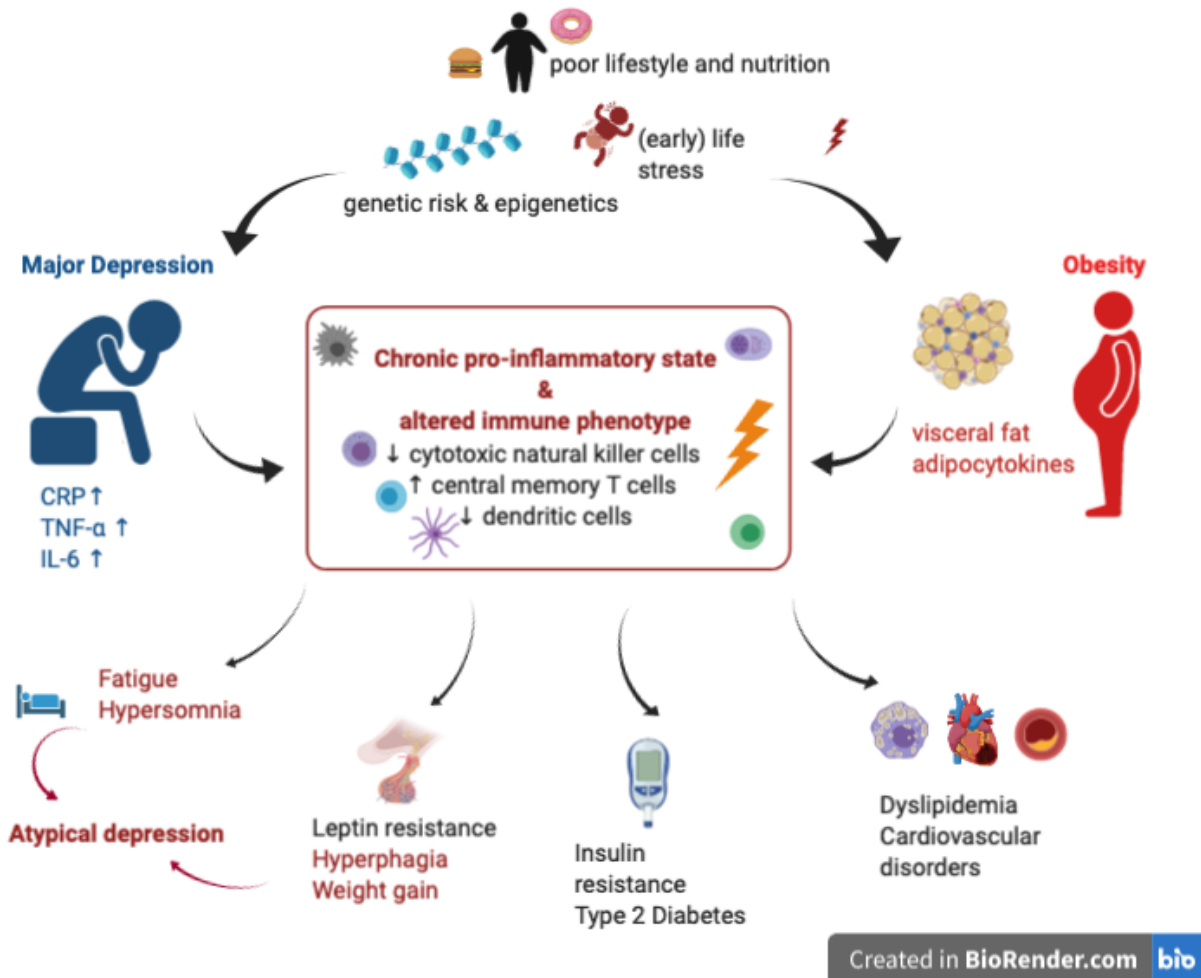 poor lifestyle and nutrition
(early) life
stress
genetic risk & epigenetics
Major Depression
Obesity
Chronic pro-inflammatory state
&
altered immune phenotype
↓ cytotoxic natural killer cells
↑ central memory T cells
↓ dendritic cells
visceral fat
adipocytokines
CRP ↑
TNF-α ↑
IL-6 ↑
Fatigue
Hypersomnia
Atypical depression
Leptin resistance
Hyperphagia
Weight gain
Insulin
resistance
Type 2 Diabetes
Dyslipidemia
Cardiovascular
disorders
Created in BioRender.com bio